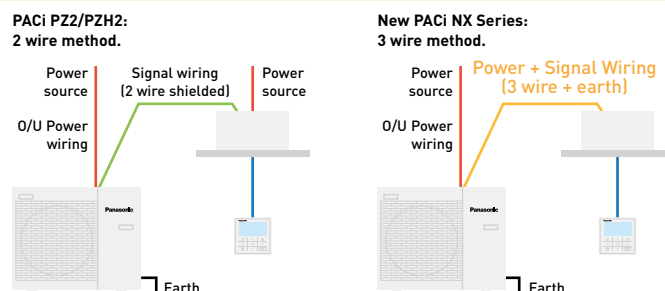 PACi PZ2/PZH2:
2 wire method.
Power
source
Signal wiring
(2 wire shielded)
Power
source
O/U Power
wiring
Panasonic
Earth
New PACi NX Series:
3 wire method.
Power
source
Power + Signal Wiring
(3 wire + earth)
O/U Power
wiring
Panasonic
Earth